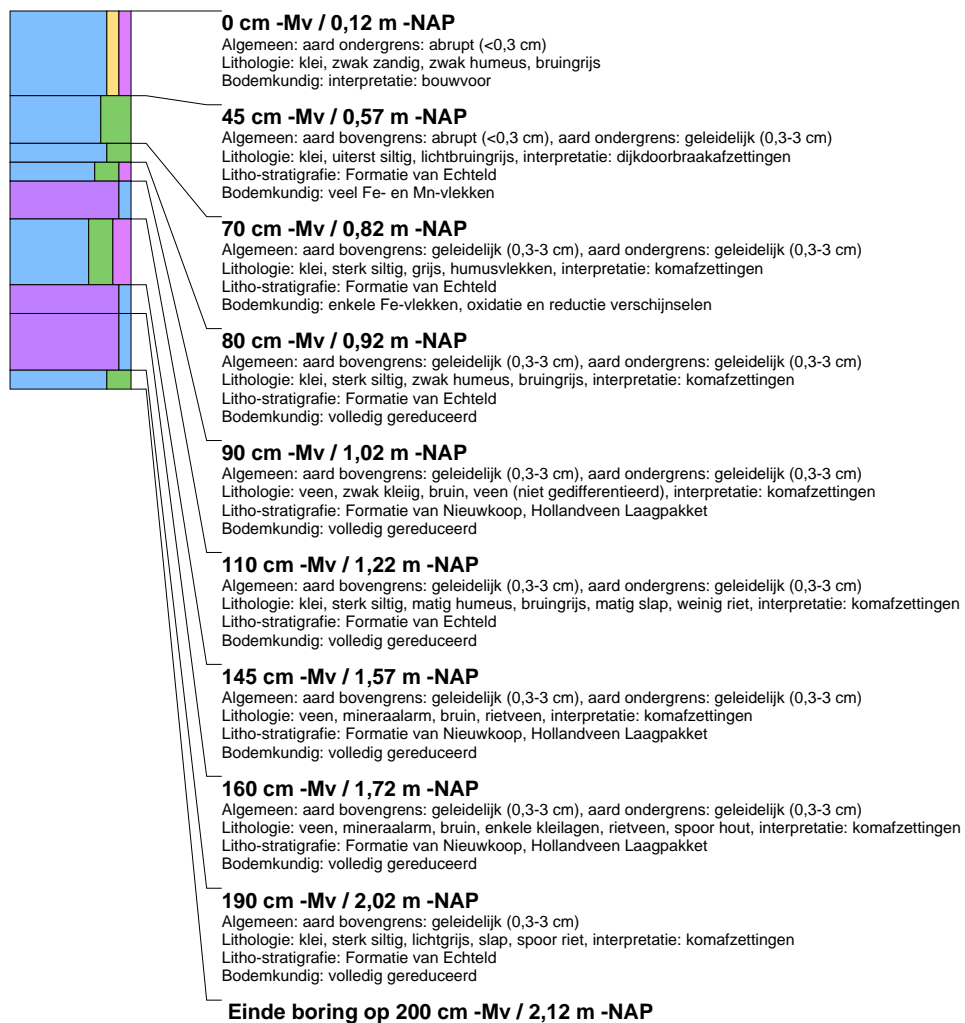 0 cm -Mv / 0,12 m -NAP
Algemeen: aard ondergrens: abrupt (<0,3 cm)
Lithologie: klei, zwak zandig, zwak humeus, bruingrijs
Bodemkundig: interpretatie: bouwvoor
45 cm -Mv / 0,57 m -NAP
Algemeen: aard bovengrens: abrupt (<0,3 cm), aard ondergrens: geleidelijk (0,3-3 cm)
Lithologie: klei, uiterst siltig, lichtbruingrijs, interpretatie: dijkdoorbraakafzettingen
Litho-stratigrafie: Formatie van Echteld
Bodemkundig: veel Fe- en Mn-vlekken
70 cm -Mv / 0,82 m -NAP
Algemeen: aard bovengrens: geleidelijk (0,3-3 cm), aard ondergrens: geleidelijk (0,3-3 cm)
Lithologie: klei, sterk siltig, grijs, humusvlekken, interpretatie: komafzettingen
Litho-stratigrafie: Formatie van Echteld
Bodemkundig: enkele Fe-vlekken, oxidatie en reductie verschijnselen
80 cm -Mv / 0,92 m -NAP
Algemeen: aard bovengrens: geleidelijk (0,3-3 cm), aard ondergrens: geleidelijk (0,3-3 cm)
Lithologie: klei, sterk siltig, zwak humeus, bruingrijs, interpretatie: komafzettingen
Litho-stratigrafie: Formatie van Echteld
Bodemkundig: volledig gereduceerd
90 cm -Mv / 1,02 m -NAP
Algemeen: aard bovengrens: geleidelijk (0,3-3 cm), aard ondergrens: geleidelijk (0,3-3 cm)
Lithologie: veen, zwak kleiig, bruin, veen (niet gedifferentieerd), interpretatie: komafzettingen
Litho-stratigrafie: Formatie van Nieuwkoop, Hollandveen Laagpakket
Bodemkundig: volledig gereduceerd
110 cm -Mv / 1,22 m -NAP
Algemeen: aard bovengrens: geleidelijk (0,3-3 cm), aard ondergrens: geleidelijk (0,3-3 cm)
Lithologie: klei, sterk siltig, matig humeus, bruingrijs, matig slap, weinig riet, interpretatie: komafzettingen
Litho-stratigrafie: Formatie van Echteld
Bodemkundig: volledig gereduceerd
145 cm -Mv / 1,57 m -NAP
Algemeen: aard bovengrens: geleidelijk (0,3-3 cm), aard ondergrens: geleidelijk (0,3-3 cm)
Lithologie: veen, mineraalarm, bruin, rietveen, interpretatie: komafzettingen
Litho-stratigrafie: Formatie van Nieuwkoop, Hollandveen Laagpakket
Bodemkundig: volledig gereduceerd
160 cm -Mv / 1,72 m -NAP
Algemeen: aard bovengrens: geleidelijk (0,3-3 cm), aard ondergrens: geleidelijk (0,3-3 cm)
Lithologie: veen, mineraalarm, bruin, enkele kleilagen, rietveen, spoor hout, interpretatie: komafzettingen
Litho-stratigrafie: Formatie van Nieuwkoop, Hollandveen Laagpakket
Bodemkundig: volledig gereduceerd
190 cm -Mv / 2,02 m -NAP
Algemeen: aard bovengrens: geleidelijk (0,3-3 cm)
Lithologie: klei, sterk siltig, lichtgrijs, slap, spoor riet, interpretatie: komafzettingen
Litho-stratigrafie: Formatie van Echteld
Bodemkundig: volledig gereduceerd
Einde boring op 200 cm -Mv / 2,12 m -NAP